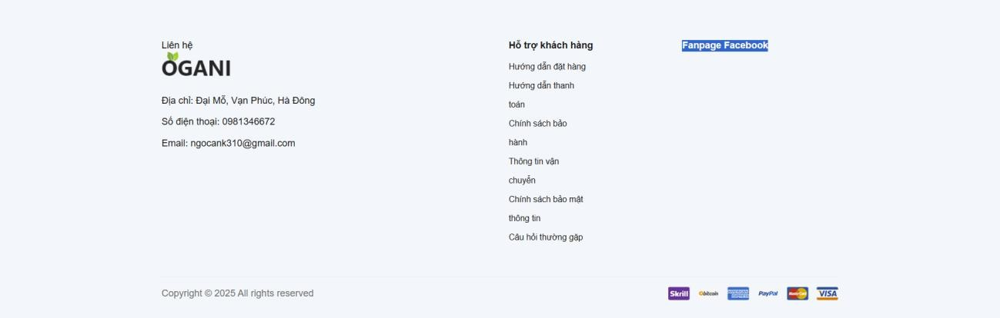 Liên hệ
OGANI
Địa chỉ: Đại Mỗ, Vạn Phúc, Hà Đông
Số điện thoại: 0981346672
Email: ngocank310@gmail.com
Hỗ trợ khách hàng
Hướng dẫn đặt hàng
Hướng dẫn thanh
toán
Chính sách bảo
hành
Thông tin vận
chuyển
Chính sách bảo mật
thông tin
Câu hỏi thường gặp
Fanpage Facebook
Copyright © 2025 All rights reserved
Skrill bitcoin AMERICAN EXPRESS PayPal MasterCard VISA